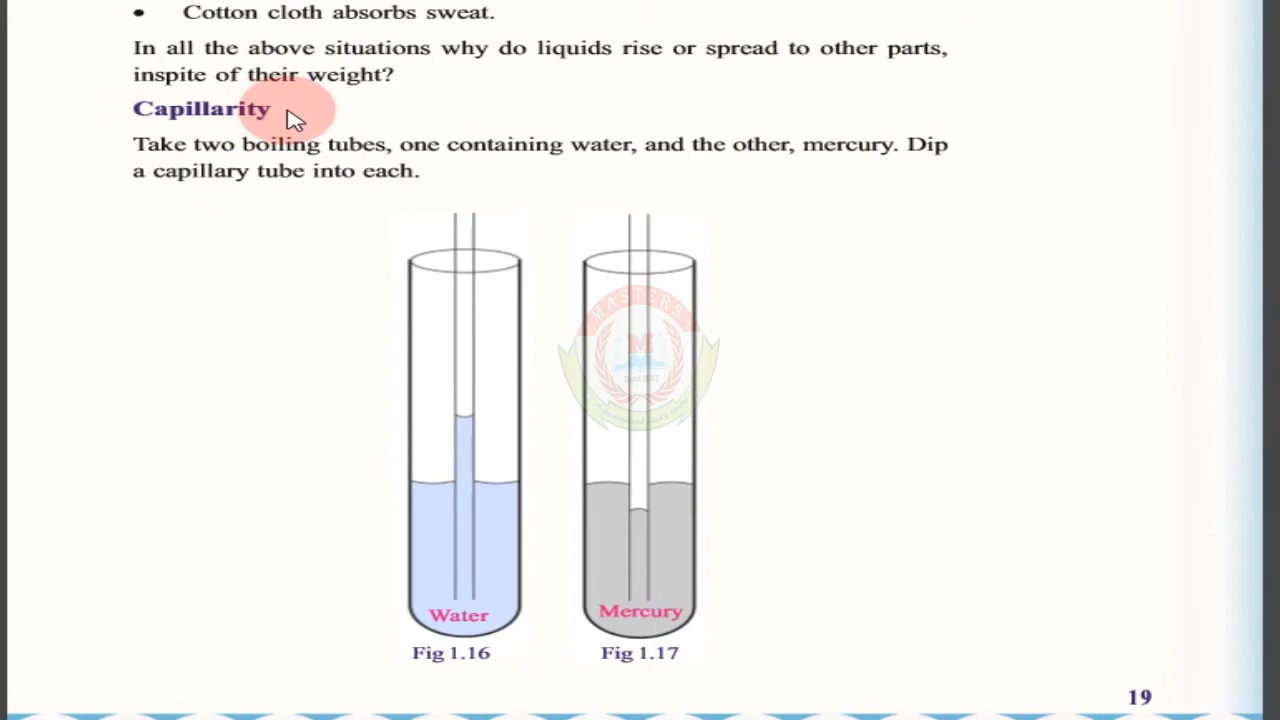 • Cotton cloth absorbs sweat.
In all the above situations why do liquids rise or spread to other parts,
inspite of their weight?
Capillarity
Take two boiling tubes, one containing water, and the other, mercury. Dip
a capillary tube into each.
MASTERS
M
Water
Mercury
Fig 1.16
Fig 1.17
19